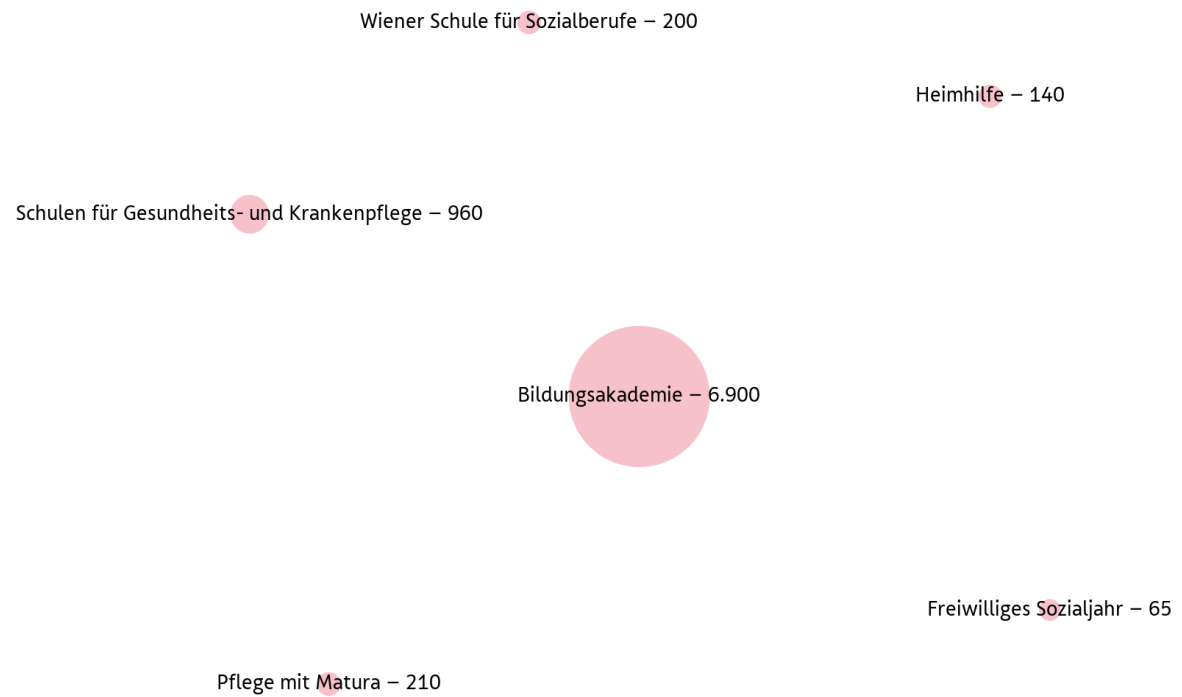 Wiener Schule für Sozialberufe – 200
Heimhilfe – 140
Schulen für Gesundheits- und Krankenpflege – 960
Bildungsakademie – 6.900
Freiwilliges Sozialjahr – 65
Pflege mit Matura – 210